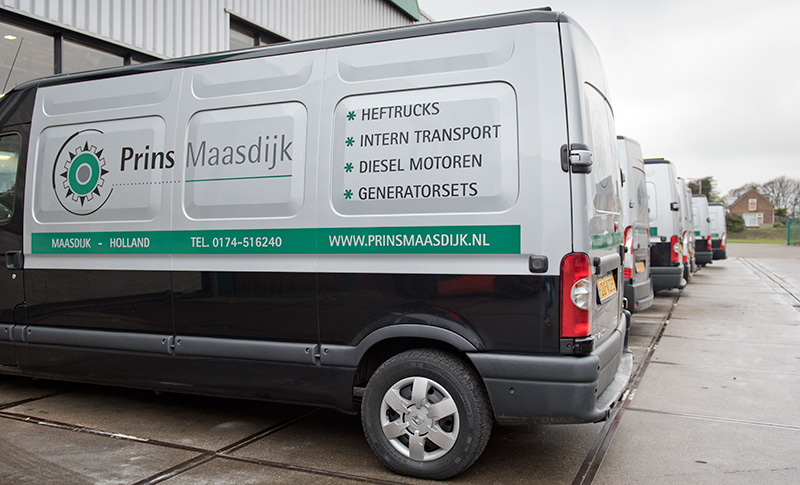 Prins Maasdijk
* HEFTRUCKS
* INTERN TRANSPORT
* DIESEL MOTOREN
* GENERATORSETS
MAASDIJK - HOLLAND TEL. 0174-516240 WWW.PRINSMAASDIJK.NL